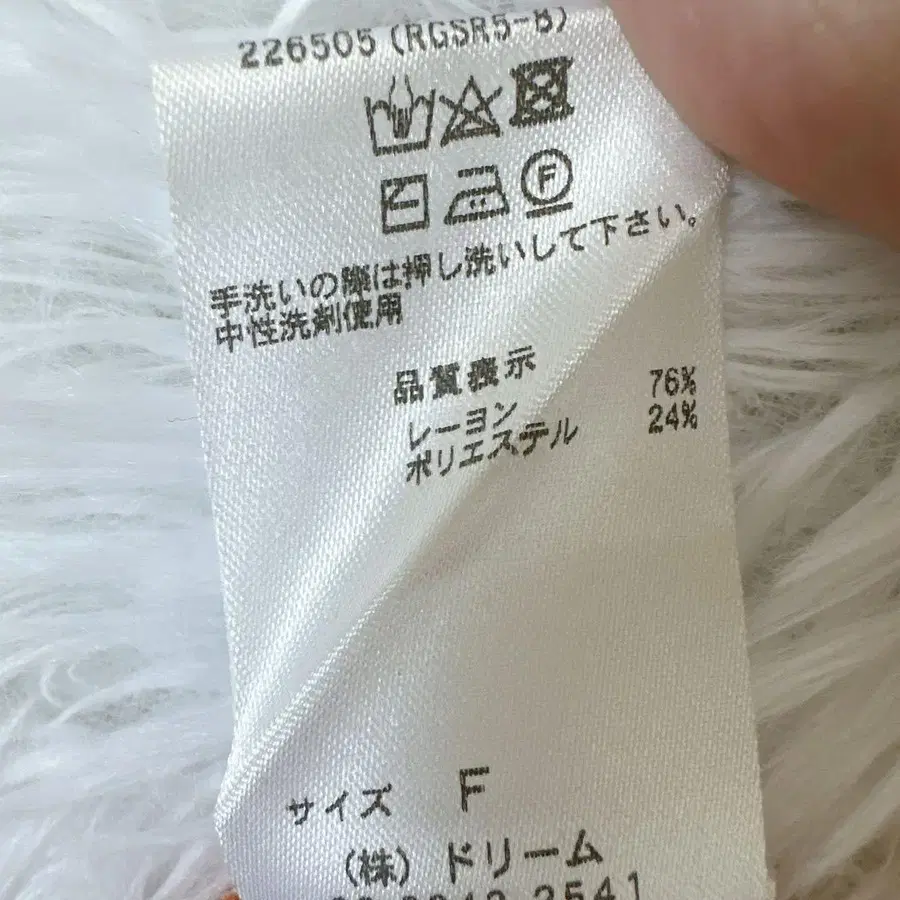 226505 (RGSR5-B)
F
手洗いの際は押し洗いして下さい。
中性洗剤使用
品質表示
レーヨン 76%
ポリエステル 24%
サイズ F
(株) ドリーム
2541